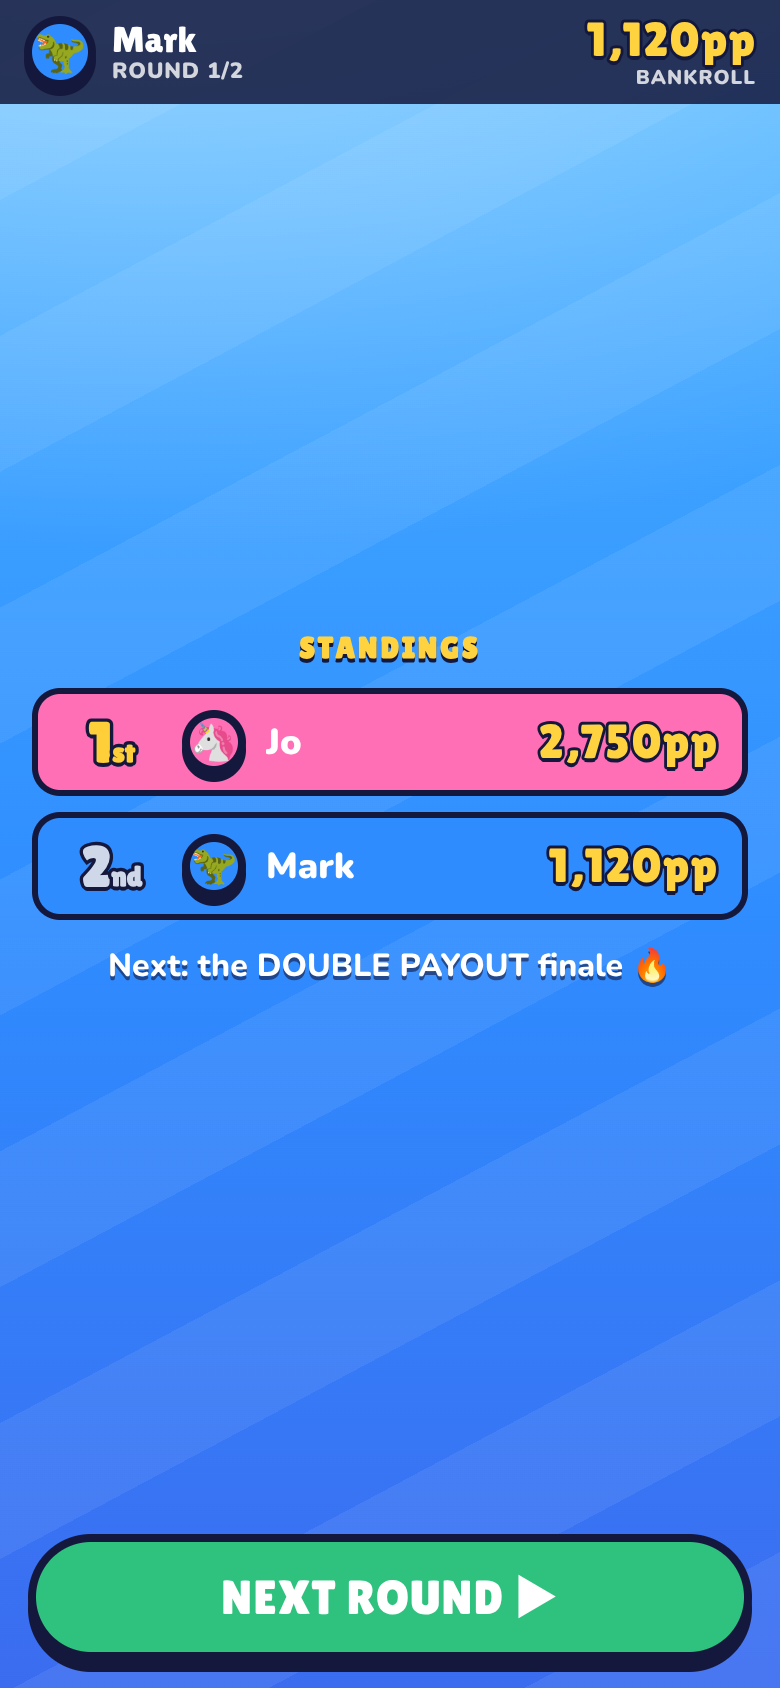 Mark
ROUND 1/2
1,120pp
BANKROLL
STANDINGS
1st Jo 2,750pp
2nd Mark 1,120pp
Next: the DOUBLE PAYOUT finale 🔥
NEXT ROUND ▶